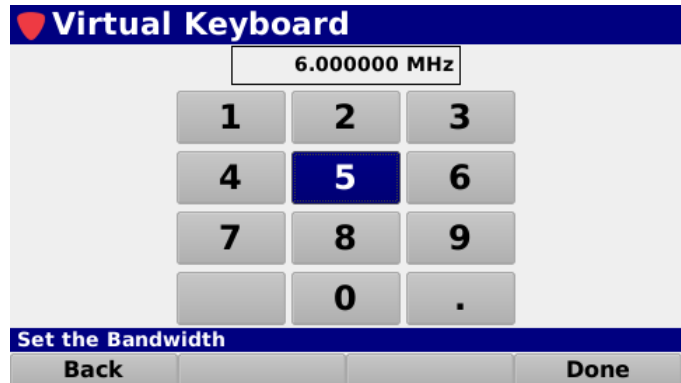 Virtual Keyboard
6.000000 MHz
1 2 3
4 5 6
7 8 9
0 .
Set the Bandwidth
Back Done